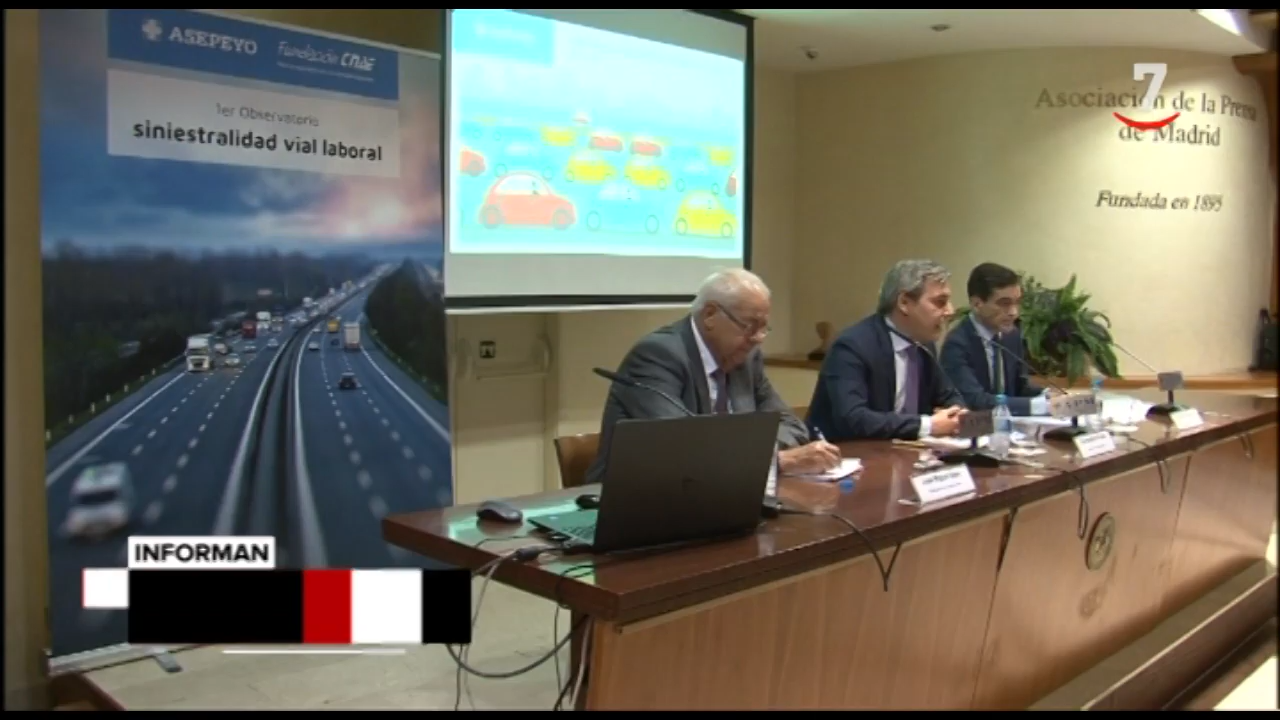 ASEPEYO
Fundación CNAE
1er Observatorio
siniestralidad vial laboral
7
Asociación de la Prensa
de Madrid
Fundada en 1895
INFORMAN